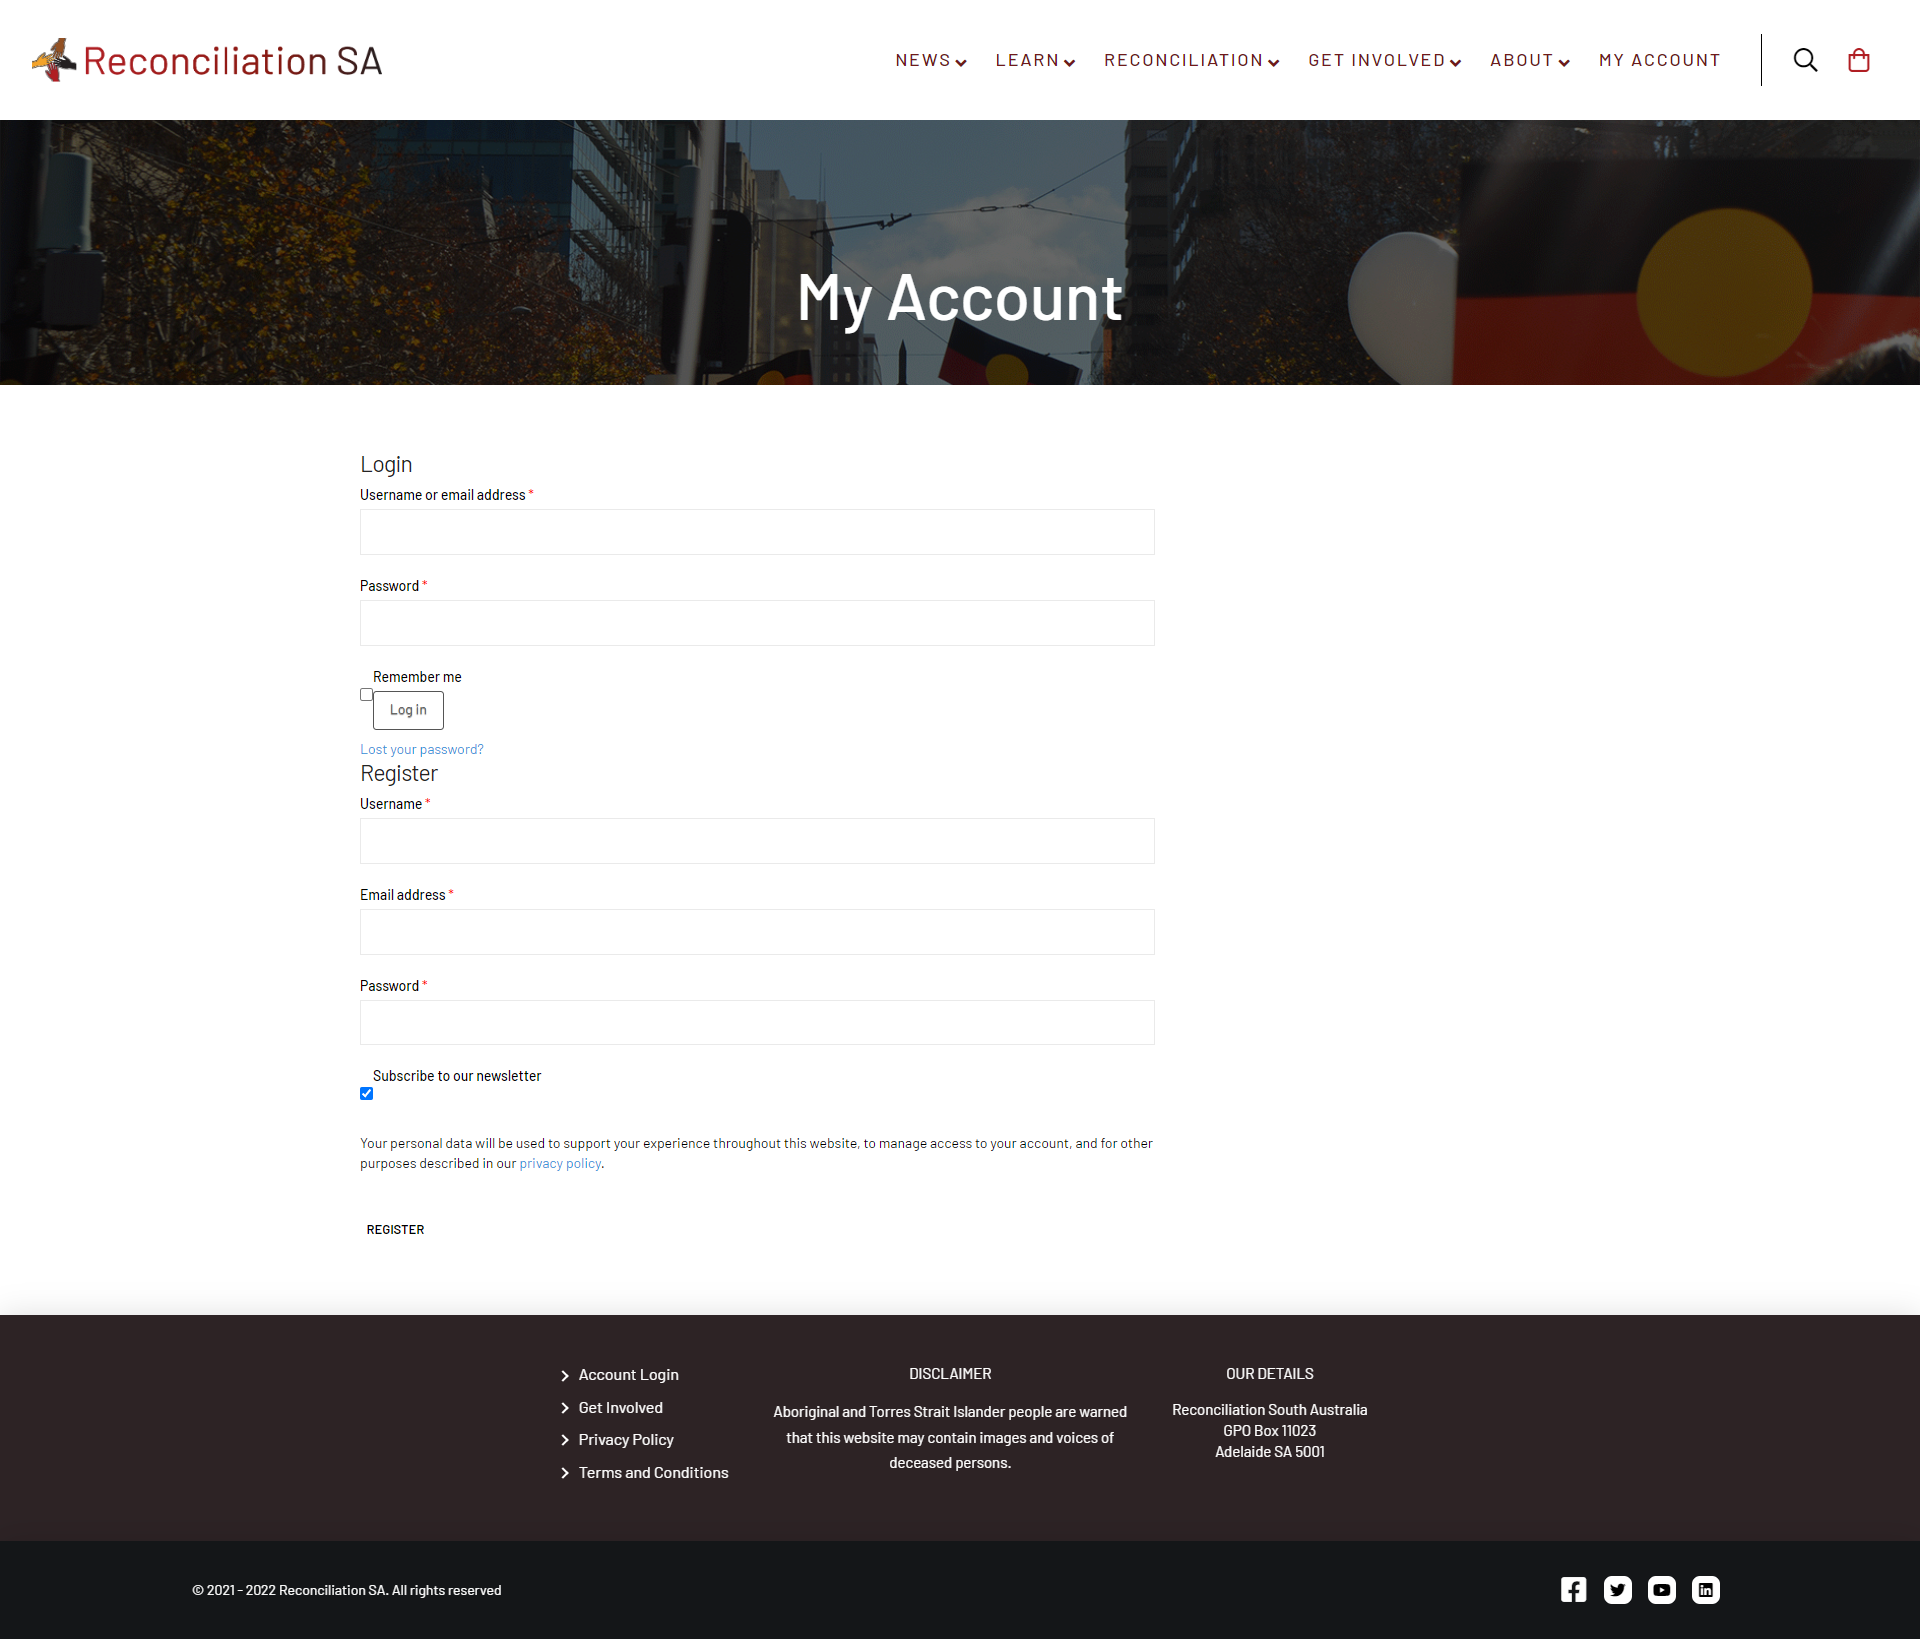 Reconciliation SA
NEWS
LEARN
RECONCILIATION
GET INVOLVED
ABOUT
MY ACCOUNT
My Account
Login
Username or email address *
Password *
Remember me
Log in
Lost your password?
Register
Username *
Email address *
Password *
Subscribe to our newsletter
Your personal data will be used to support your experience throughout this website, to manage access to your account, and for other
purposes described in our privacy policy.
REGISTER
Account Login
Get Involved
Privacy Policy
Terms and Conditions
DISCLAIMER
Aboriginal and Torres Strait Islander people are warned
that this website may contain images and voices of
deceased persons.
OUR DETAILS
Reconciliation South Australia
GPO Box 11023
Adelaide SA 5001
© 2021 - 2022 Reconciliation SA. All rights reserved